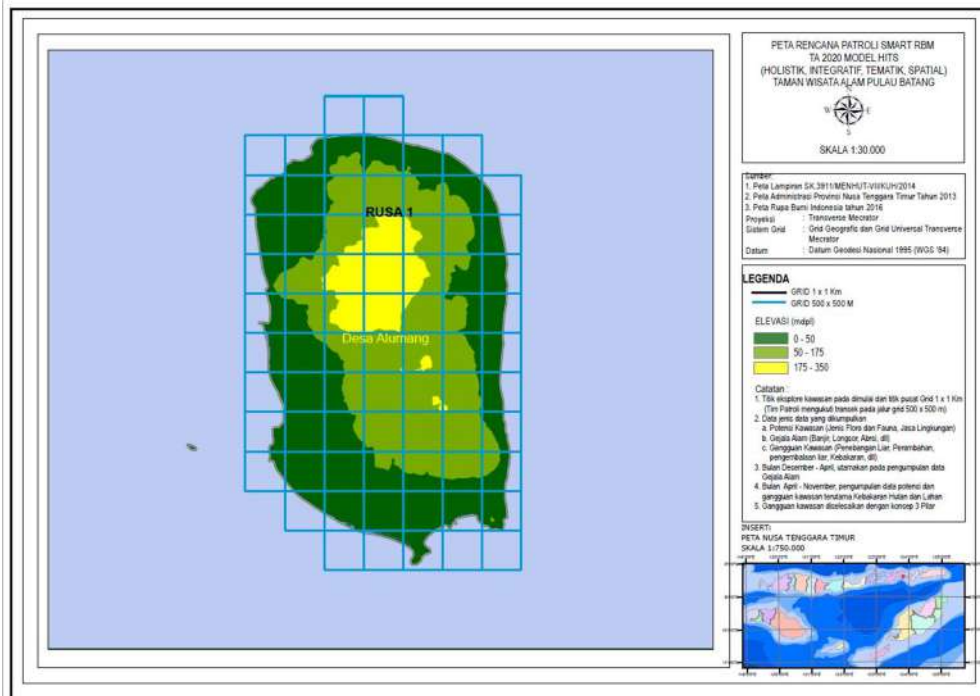 PETA RENCANA PATROLI SMART RBM
TA 2020 MODEL HITS
(HOLISTIK, INTEGRATIF, TEMATIK, SPATIAL)
TAMAN WISATA ALAM PULAU BATANG
N
W E
S
SKALA 1:30.000
Sumber:
1. Peta Lampiran SK.3911/MENHUT-VII/KUH/2014
2. Peta Administrasi Provinsi Nusa Tenggara Timur Tahun 2013
3. Peta Rupa Bumi Indonesia tahun 2016
Proyeksi : Transverse Mecrator
Sistem Grid : Grid Geografis dan Grid Universal Transverse
Mecrator
Datum : Datum Geodesi Nasional 1995 (WGS '84)
LEGENDA
GRID 1 x 1 Km
GRID 500 x 500 M
ELEVASI (mdpl)
0 - 50
50 - 175
175 - 350
Catatan :
1. Titik eksplore kawasan pada dimulai dari titik pusat Grid 1 x 1 Km
(Tim Patroli mengukuti transek pada jalur grid 500 x 500 m)
2. Data jenis data yang dikumpulkan
a. Potensi Kawasan (Jenis Flora dan Fauna, Jasa Lingkungan)
b. Gejala Alam (Banjir, Longsor, Abrsi, dll)
c. Gangguan Kawasan (Penebangan Liar, Perambahan,
pengembalaan liar, Kebakaran, dll)
3. Bulan Desember - April, utamakan pada pengumpulan data
Gejala Alam
4. Bulan April - November, pengumpulan data potensi dan
gangguan kawasan terutama Kebakaran Hutan dan Lahan
5. Gangguan kawasan diselesaikan dengan konsep 3 Pilar
INSERT:
PETA NUSA TENGGARA TIMUR
SKALA 1:750.000
RUSA 1
Desa Alumang